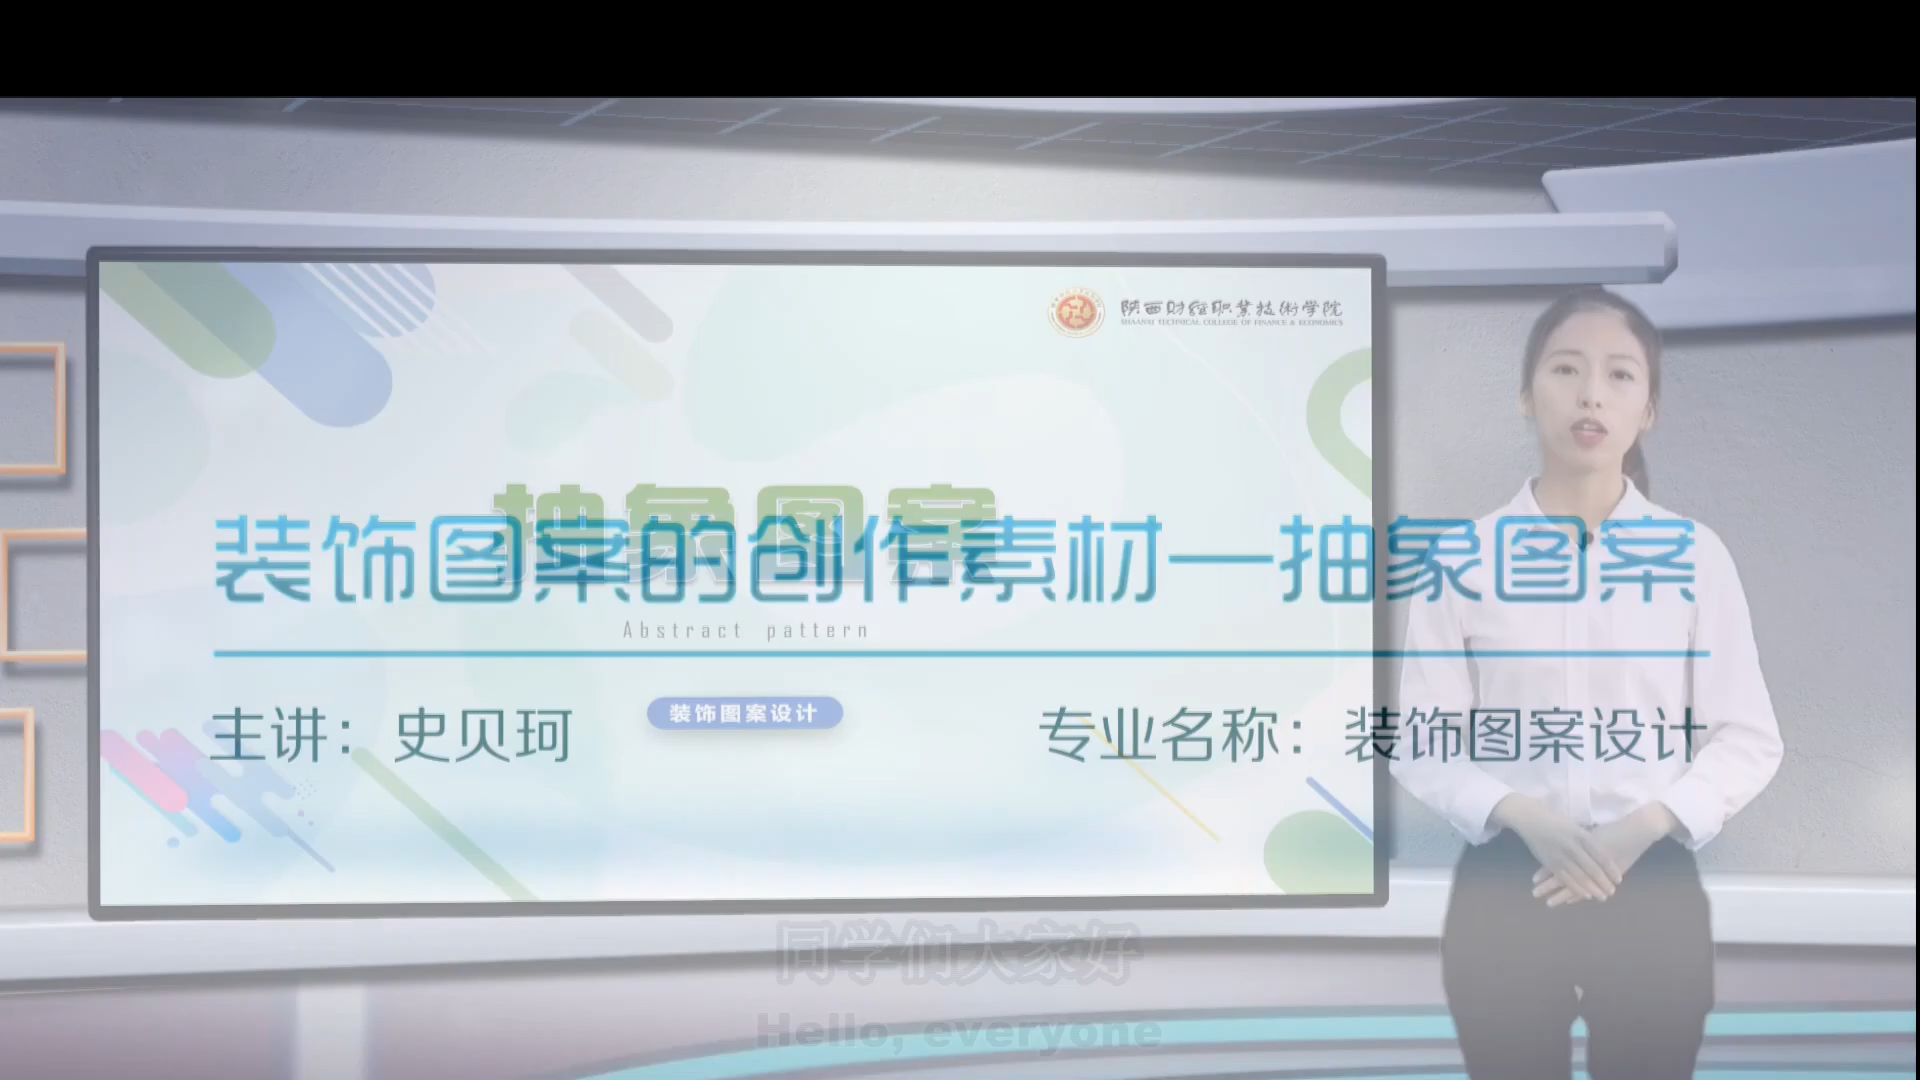 陕西财经职业技术学院
SHAANXI TECHNICAL COLLEGE OF FINANCE & ECONOMICS
抽象图案
装饰图案的创作素材—抽象图案
Abstract pattern
装饰图案设计
主讲：史贝珂
专业名称：装饰图案设计
同学们大家好
Hello, everyone